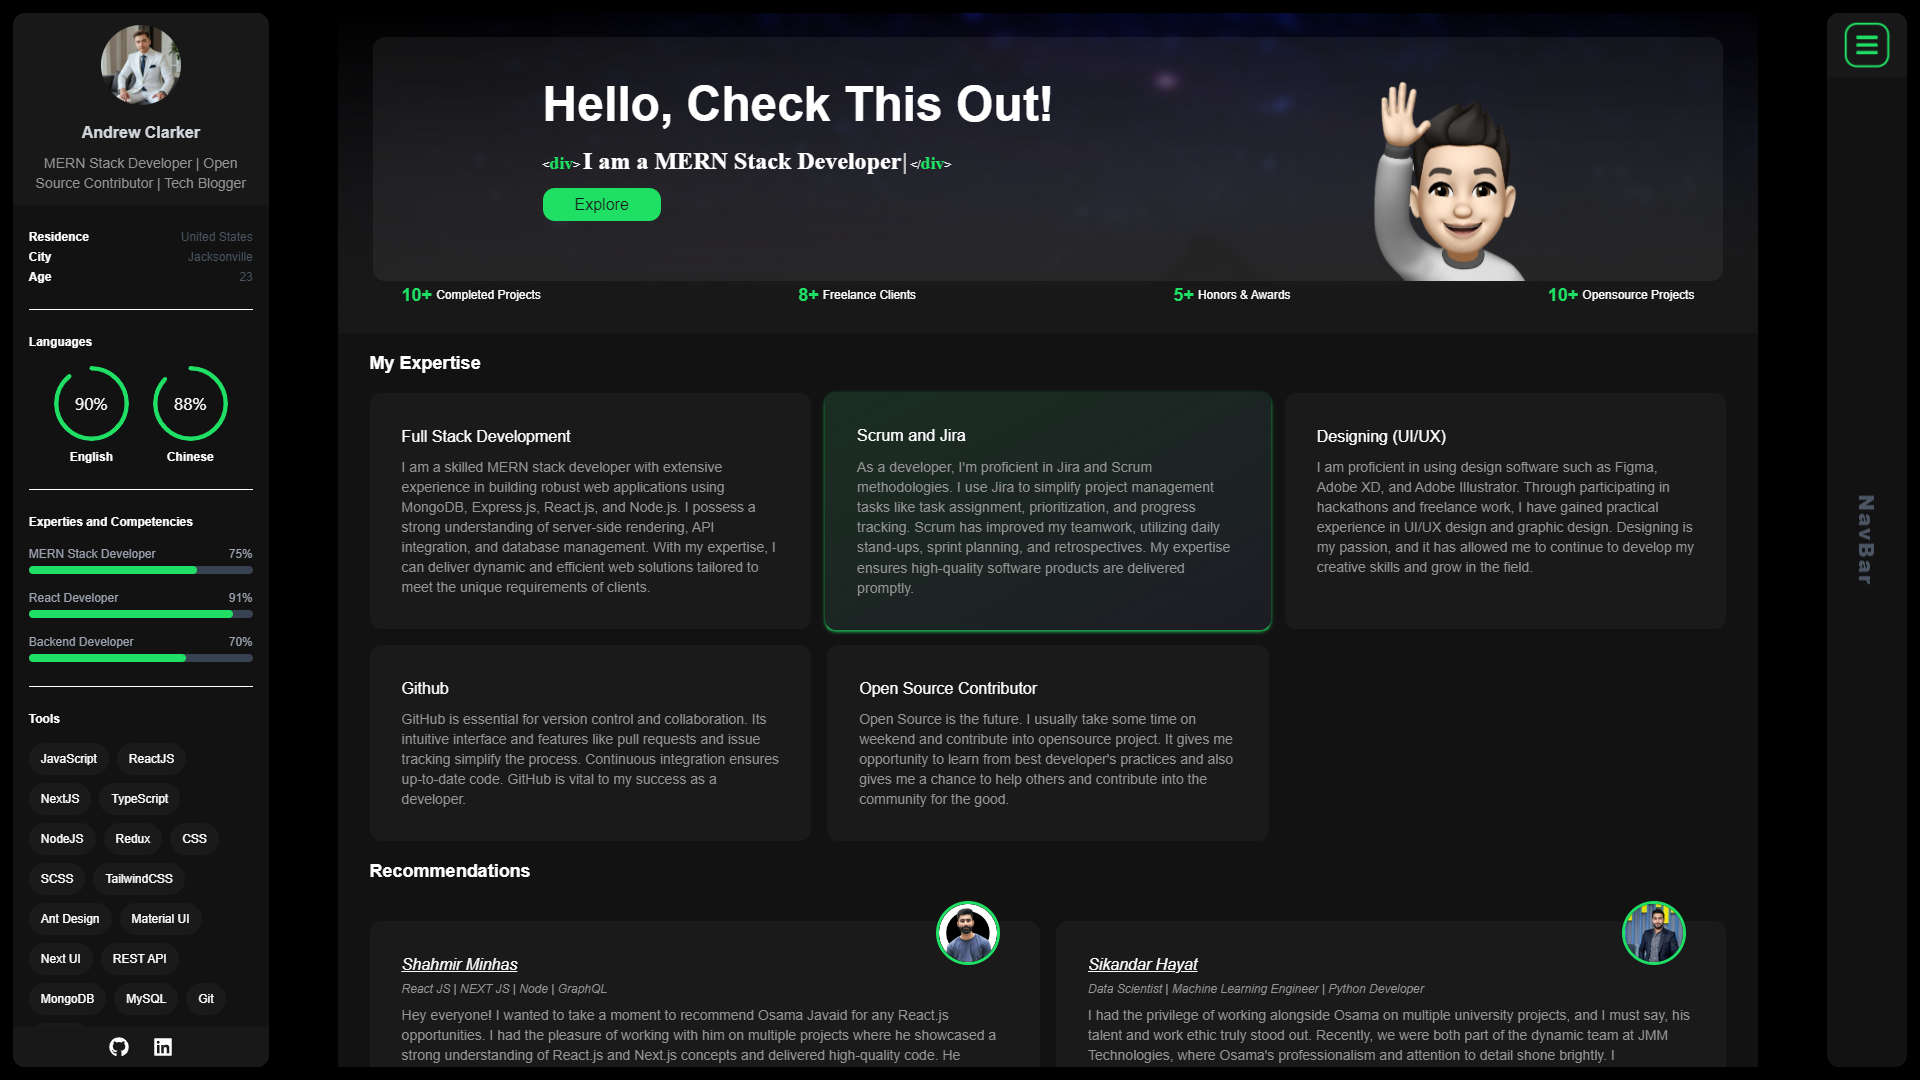 Andrew Clarker
MERN Stack Developer | Open
Source Contributor | Tech Blogger
Residence United States
City Jacksonville
Age 23
Languages
90% 88%
English Chinese
Experties and Competencies
MERN Stack Developer 75%
React Developer 91%
Backend Developer 70%
Tools
JavaScript ReactJS
NextJS TypeScript
NodeJS Redux CSS
SCSS TailwindCSS
Ant Design Material UI
Next UI REST API
MongoDB MySQL Git
Hello, Check This Out!
<div> I am a MERN Stack Developer| </div>
Explore
10+ Completed Projects 8+ Freelance Clients 5+ Honors & Awards 10+ Opensource Projects
My Expertise
Full Stack Development
I am a skilled MERN stack developer with extensive
experience in building robust web applications using
MongoDB, Express.js, React.js, and Node.js. I possess a
strong understanding of server-side rendering, API
integration, and database management. With my expertise, I
can deliver dynamic and efficient web solutions tailored to
meet the unique requirements of clients.
Scrum and Jira
As a developer, I'm proficient in Jira and Scrum
methodologies. I use Jira to simplify project management
tasks like task assignment, prioritization, and progress
tracking. Scrum has improved my teamwork, utilizing daily
stand-ups, sprint planning, and retrospectives. My expertise
ensures high-quality software products are delivered
promptly.
Designing (UI/UX)
I am proficient in using design software such as Figma,
Adobe XD, and Adobe Illustrator. Through participating in
hackathons and freelance work, I have gained practical
experience in UI/UX design and graphic design. Designing is
my passion, and it has allowed me to continue to develop my
creative skills and grow in the field.
Github
GitHub is essential for version control and collaboration. Its
intuitive interface and features like pull requests and issue
tracking simplify the process. Continuous integration ensures
up-to-date code. GitHub is vital to my success as a
developer.
Open Source Contributor
Open Source is the future. I usually take some time on
weekend and contribute into opensource project. It gives me
opportunity to learn from best developer's practices and also
gives me a chance to help others and contribute into the
community for the good.
Recommendations
Shahmir Minhas
React JS | NEXT JS | Node | GraphQL
Hey everyone! I wanted to take a moment to recommend Osama Javaid for any React.js
opportunities. I had the pleasure of working with him on multiple projects where he showcased a
strong understanding of React.js and Next.js concepts and delivered high-quality code. He
Sikandar Hayat
Data Scientist | Machine Learning Engineer | Python Developer
I had the privilege of working alongside Osama on multiple university projects, and I must say, his
talent and work ethic truly stood out. Recently, we were both part of the dynamic team at JMM
Technologies, where Osama's professionalism and attention to detail shone brightly. I
NavBar